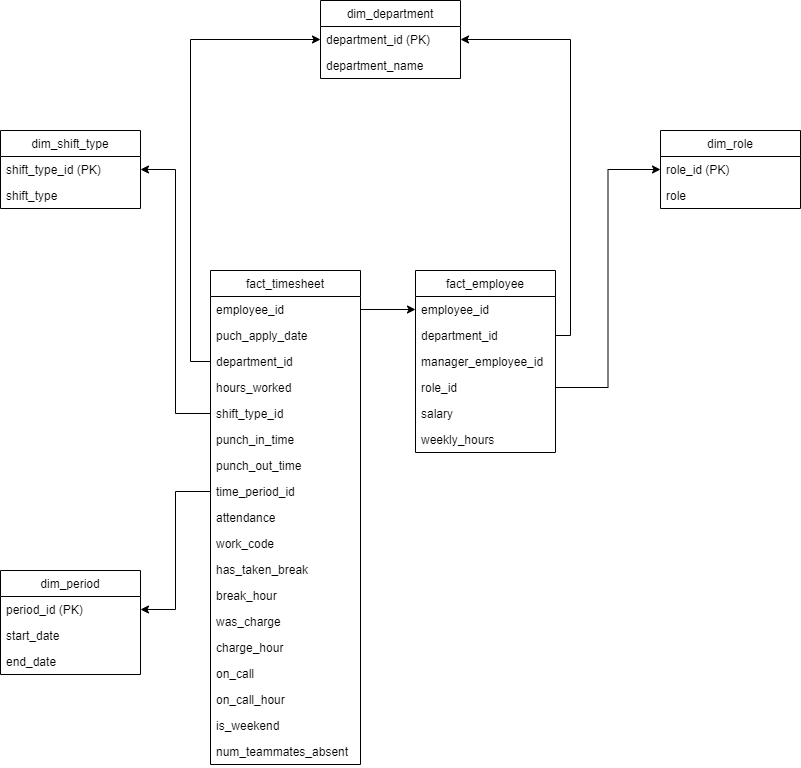 dim_department
department_id (PK)
department_name
dim_shift_type
shift_type_id (PK)
shift_type
dim_role
role_id (PK)
role
fact_timesheet
employee_id
puch_apply_date
department_id
hours_worked
shift_type_id
punch_in_time
punch_out_time
time_period_id
attendance
work_code
has_taken_break
break_hour
was_charge
charge_hour
on_call
on_call_hour
is_weekend
num_teammates_absent
fact_employee
employee_id
department_id
manager_employee_id
role_id
salary
weekly_hours
dim_period
period_id (PK)
start_date
end_date